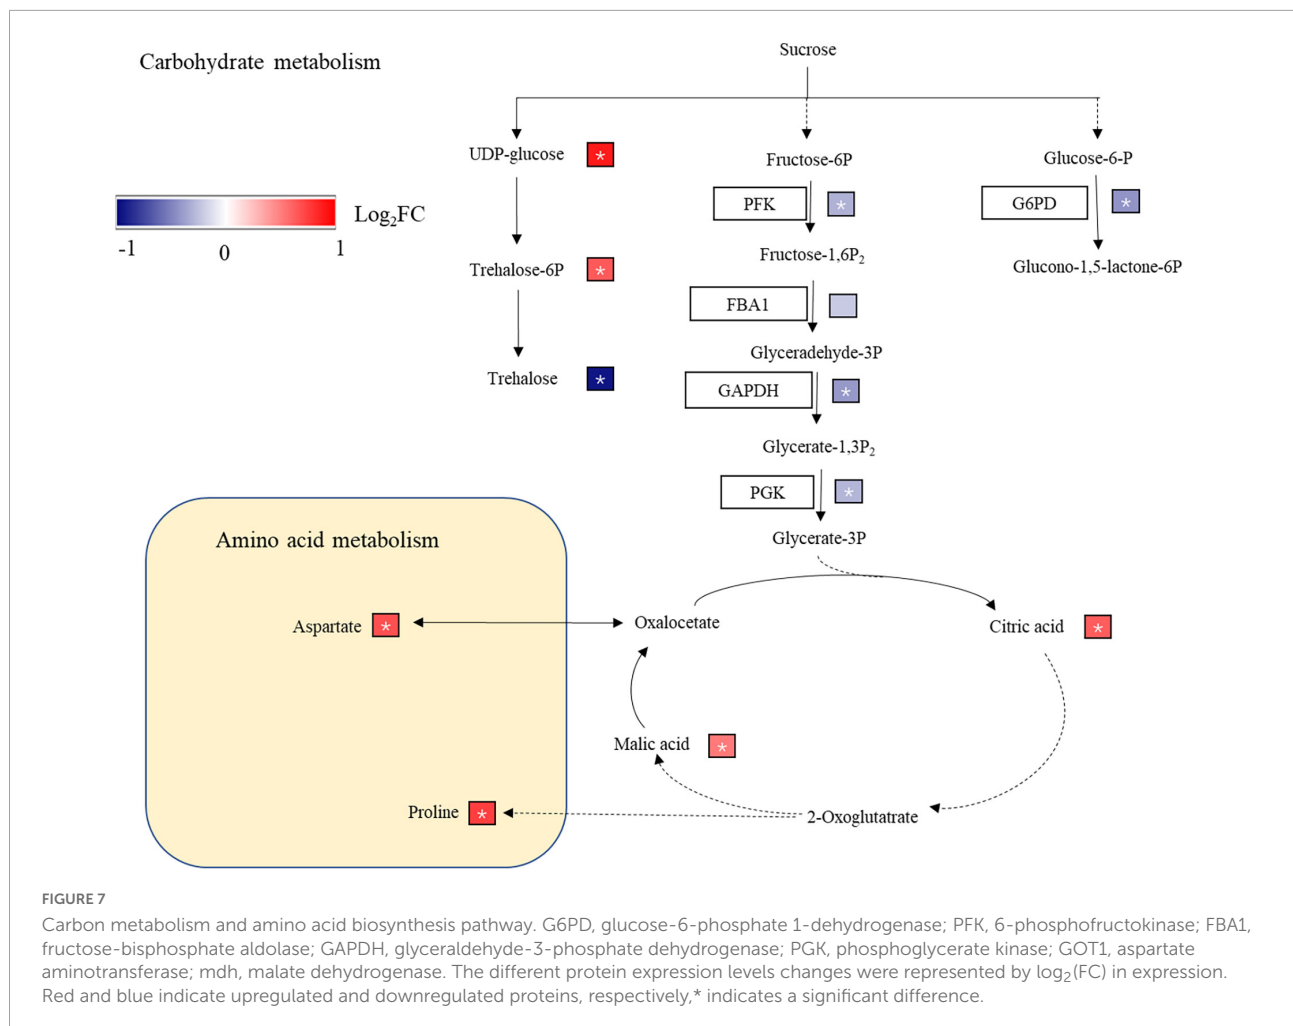 Sucrose
Carbohydrate metabolism
UDP-glucose *
Fructose-6P
Glucose-6-P
PFK *
G6PD *
Log₂FC
-1 0 1
Fructose-1,6P₂
Glucono-1,5-lactone-6P
Trehalose-6P *
FBA1
Glyceradehyde-3P
Trehalose *
GAPDH *
Glycerate-1,3P₂
PGK *
Glycerate-3P
Amino acid metabolism
Aspartate *
Oxalocetate
Citric acid *
Malic acid *
Proline *
2-Oxoglutatrate
FIGURE 7
Carbon metabolism and amino acid biosynthesis pathway. G6PD, glucose-6-phosphate 1-dehydrogenase; PFK, 6-phosphofructokinase; FBA1,
fructose-bisphosphate aldolase; GAPDH, glyceraldehyde-3-phosphate dehydrogenase; PGK, phosphoglycerate kinase; GOT1, aspartate
aminotransferase; mdh, malate dehydrogenase. The different protein expression levels changes were represented by log₂(FC) in expression.
Red and blue indicate upregulated and downregulated proteins, respectively,* indicates a significant difference.